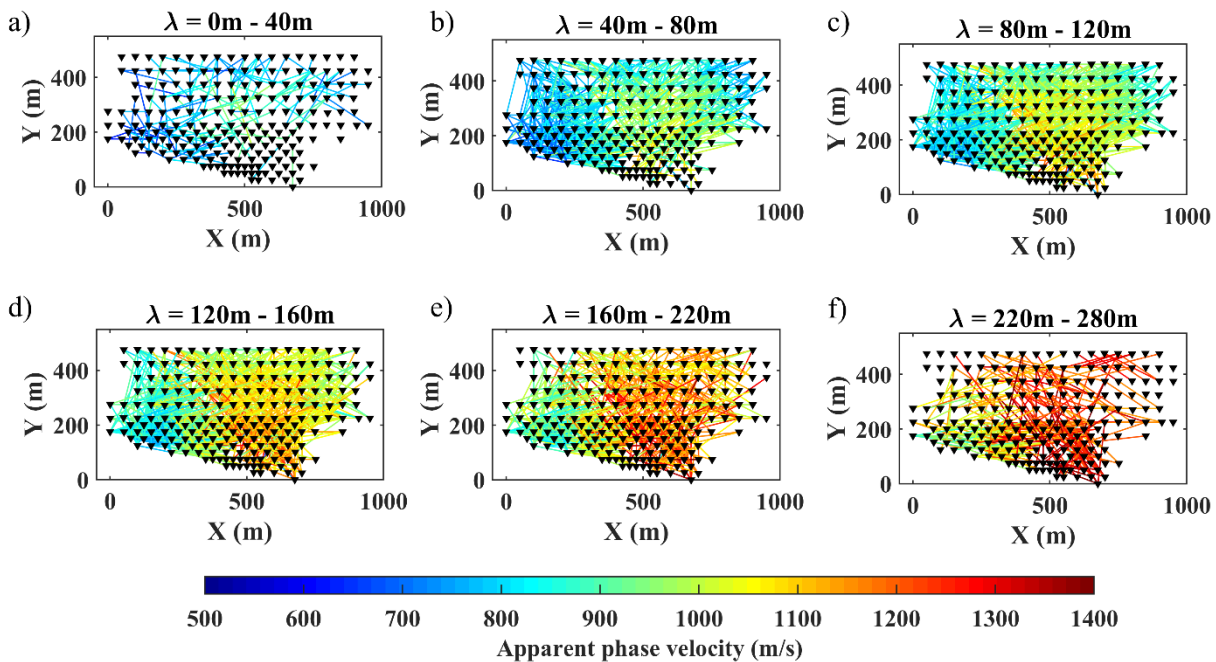 a)
λ = 0m - 40m
Y (m)
400
200
0
0
500
1000
X (m)
b)
λ = 40m - 80m
Y (m)
400
200
0
0
500
1000
X (m)
c)
λ = 80m - 120m
Y (m)
400
200
0
0
500
1000
X (m)
d)
λ = 120m - 160m
Y (m)
400
200
0
0
500
1000
X (m)
e)
λ = 160m - 220m
Y (m)
400
200
0
0
500
1000
X (m)
f)
λ = 220m - 280m
Y (m)
400
200
0
0
500
1000
X (m)
500 600 700 800 900 1000 1100 1200 1300 1400
Apparent phase velocity (m/s)